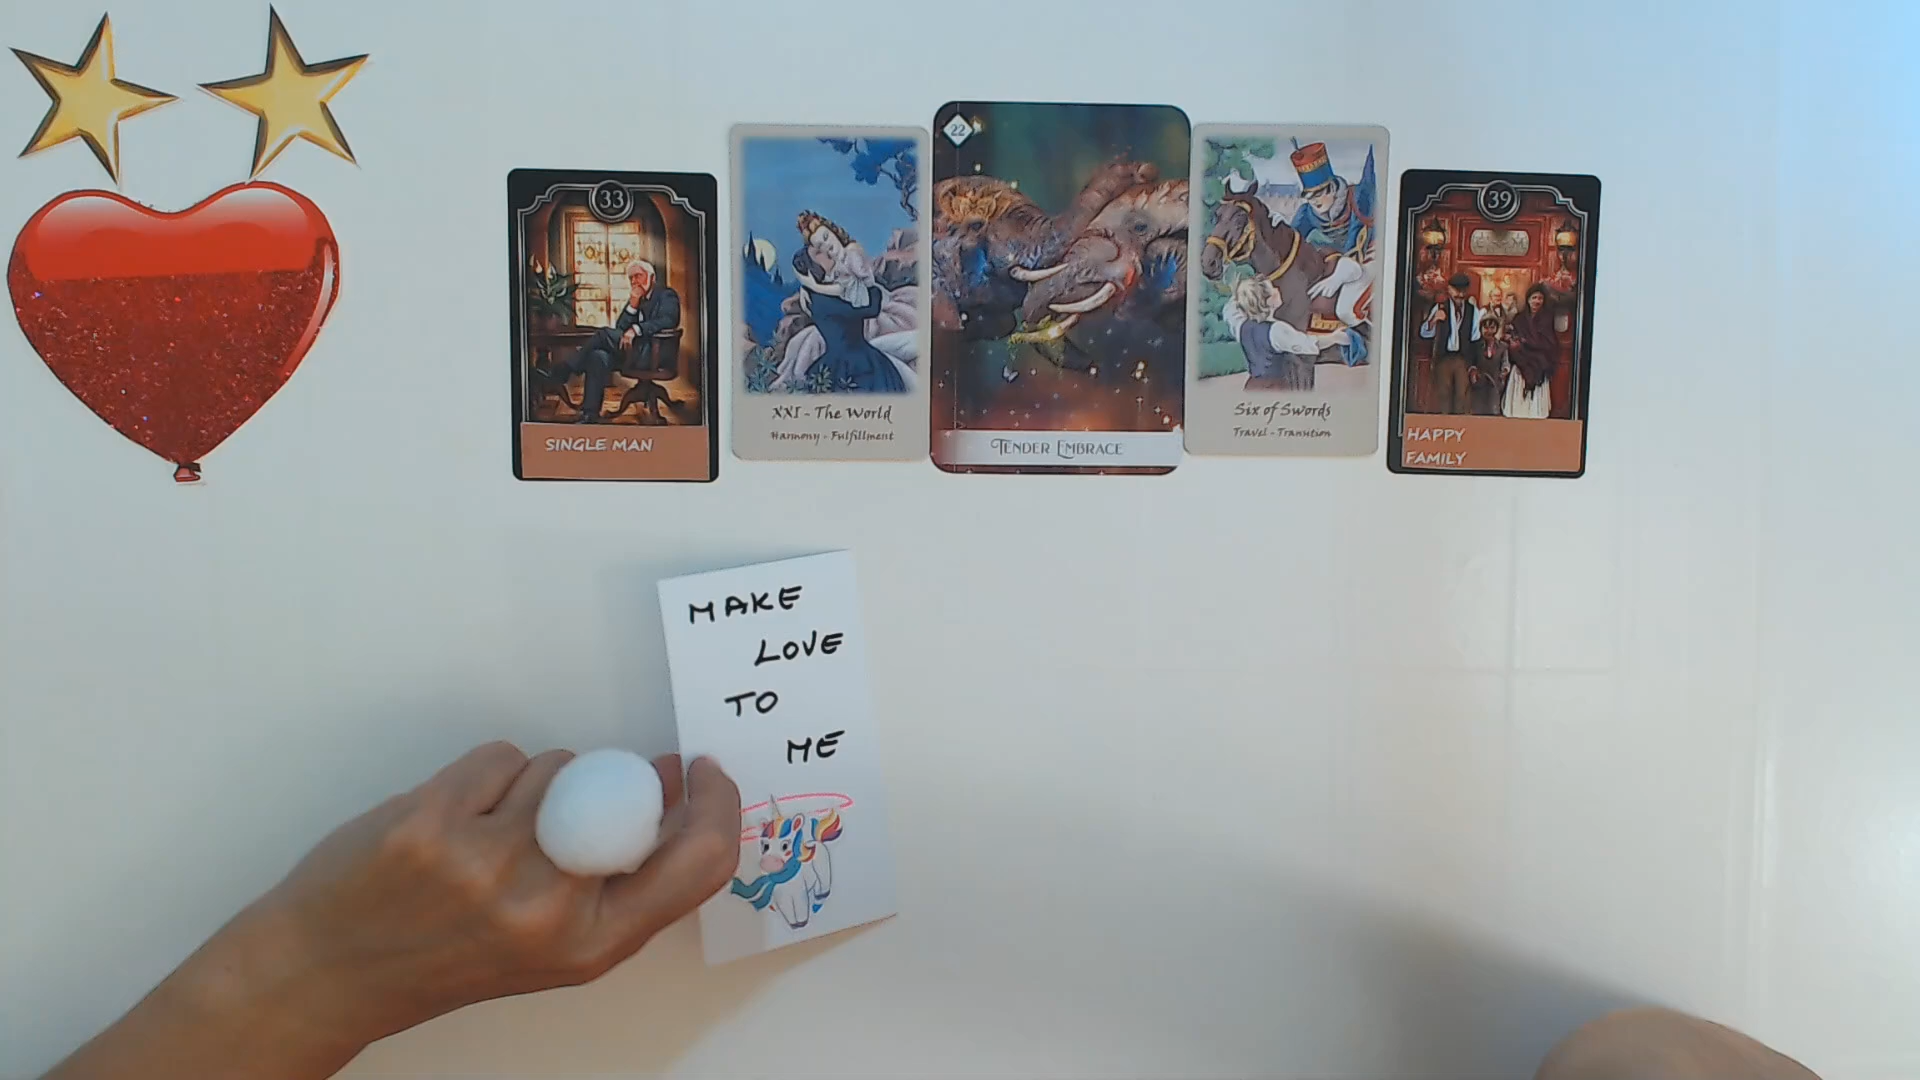 33
SINGLE MAN
XXI - The World
Harmony - Fulfillment
22
TENDER EMBRACE
Six of Swords
Travel - Transition
39
HAPPY
FAMILY
MAKE
LOVE
TO
ME